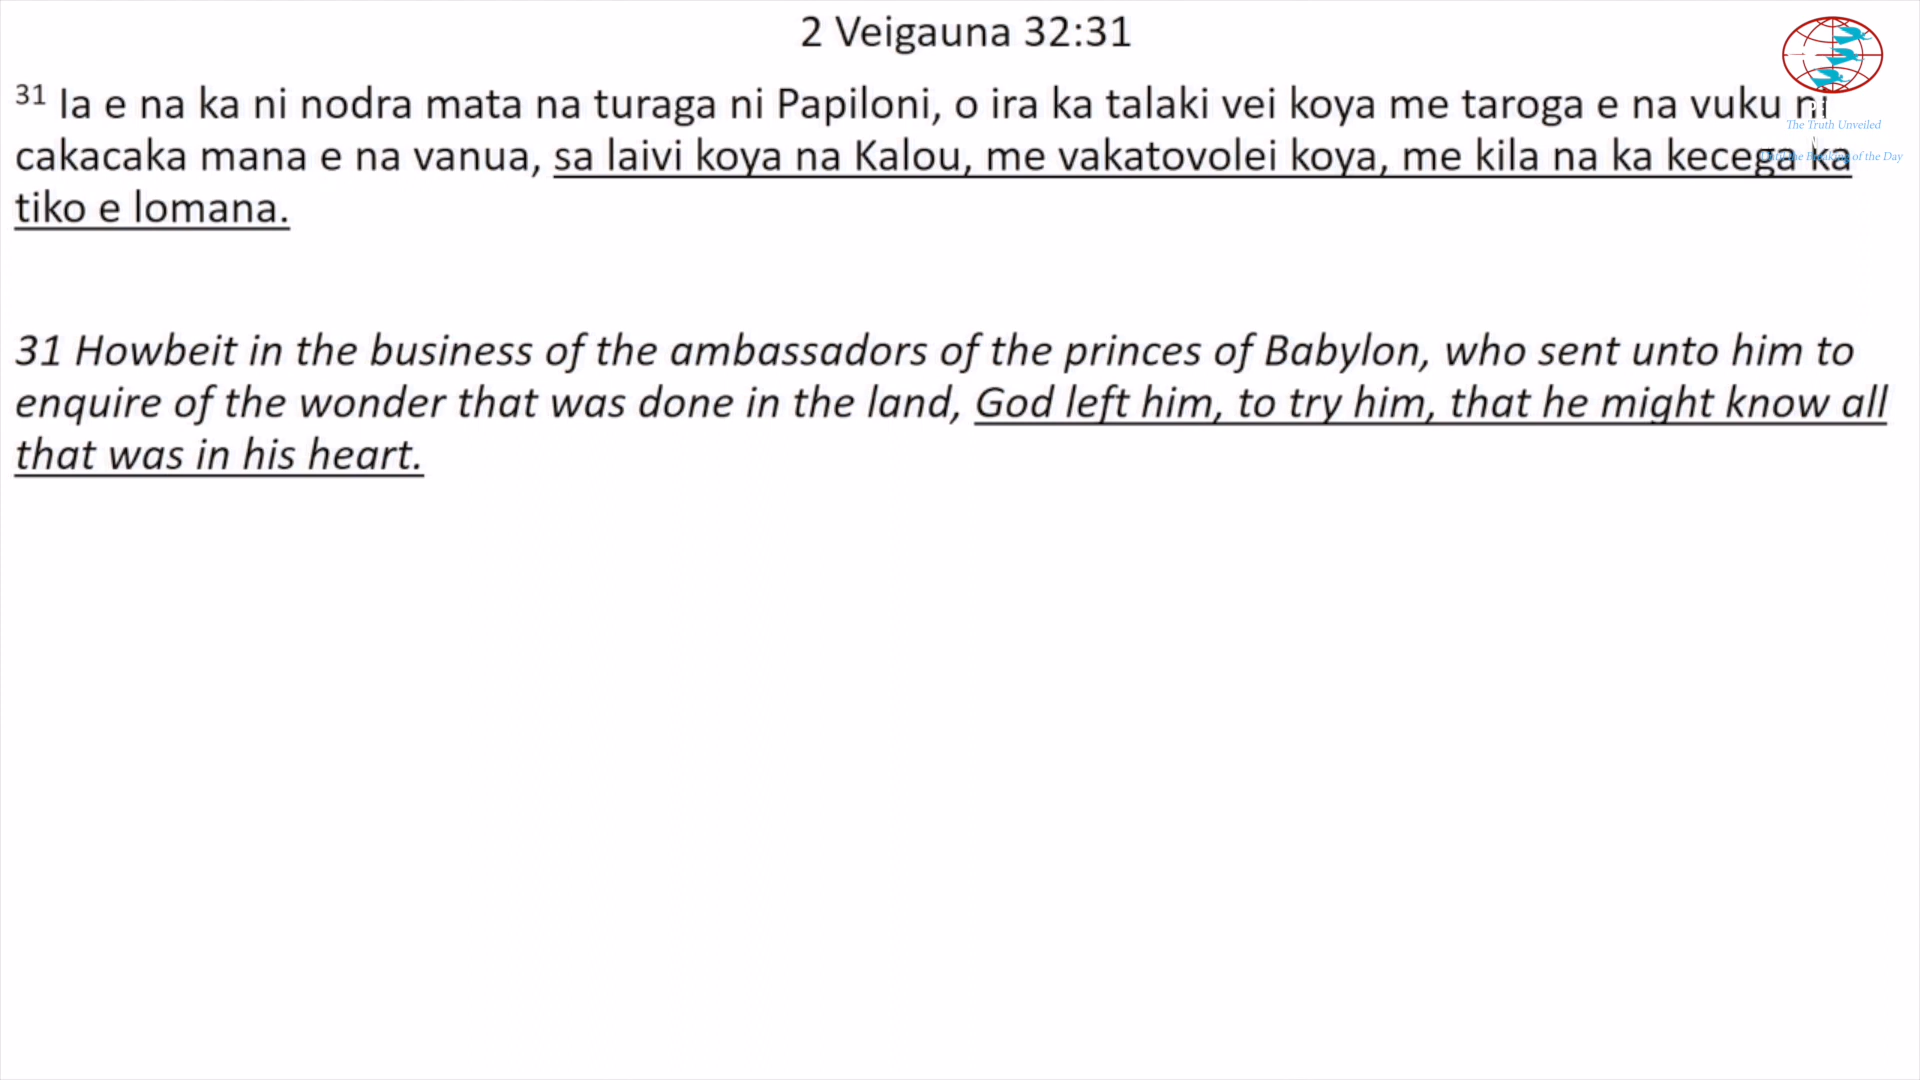 2 Veigauna 32:31
31 Ia e na ka ni nodra mata na turaga ni Papiloni, o ira ka talaki vei koya me taroga e na vuku ni
cakacaka mana e na vanua, sa laivi koya na Kalou, me vakatovolei koya, me kila na ka kecega ka
tiko e lomana.
The Truth Unveiled
of the Day
31 Howbeit in the business of the ambassadors of the princes of Babylon, who sent unto him to
enquire of the wonder that was done in the land, God left him, to try him, that he might know all
that was in his heart.